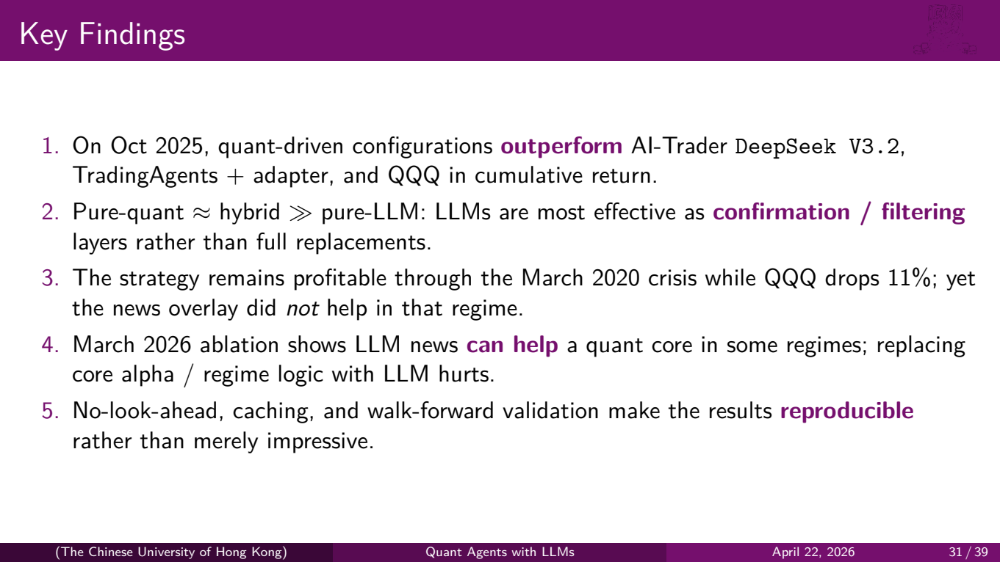 Key Findings
1. On Oct 2025, quant-driven configurations outperform AI-Trader DeepSeek V3.2,
TradingAgents + adapter, and QQQ in cumulative return.
2. Pure-quant ≈ hybrid ≫ pure-LLM: LLMs are most effective as confirmation / filtering
layers rather than full replacements.
3. The strategy remains profitable through the March 2020 crisis while QQQ drops 11%; yet
the news overlay did not help in that regime.
4. March 2026 ablation shows LLM news can help a quant core in some regimes; replacing
core alpha / regime logic with LLM hurts.
5. No-look-ahead, caching, and walk-forward validation make the results reproducible
rather than merely impressive.
(The Chinese University of Hong Kong) Quant Agents with LLMs April 22, 2026 31 / 39